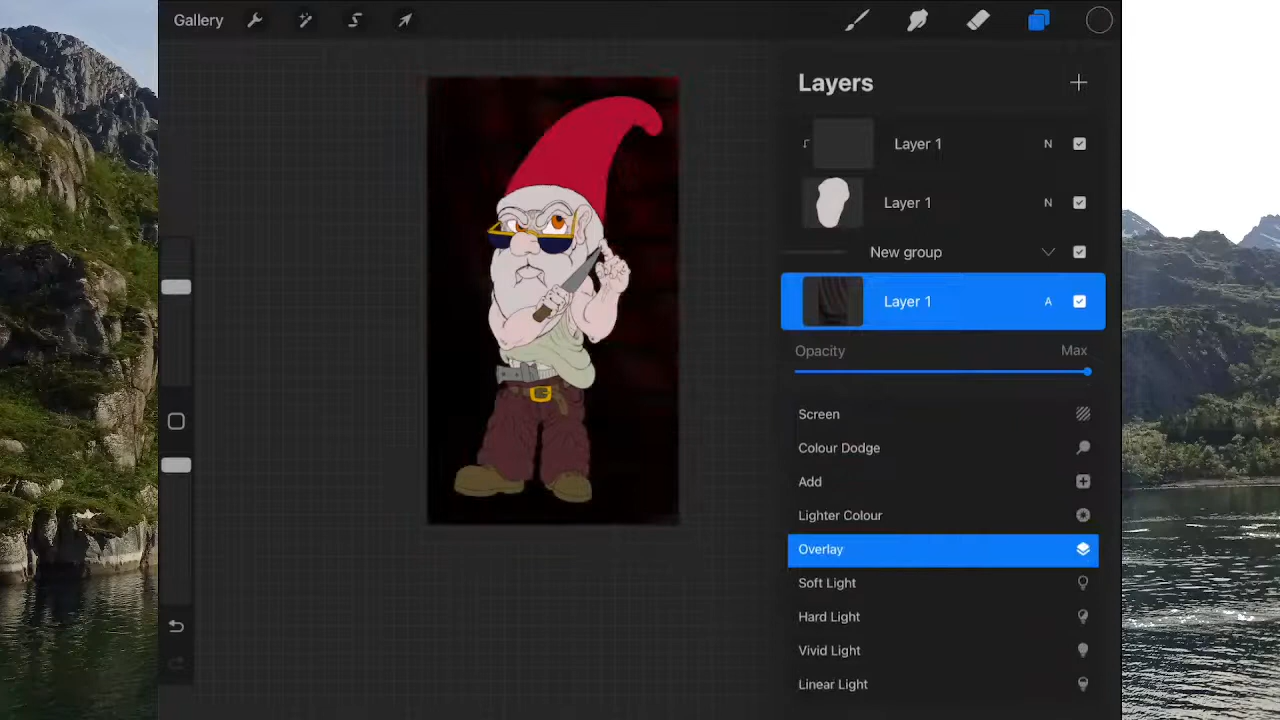 Gallery
Layers
Layer 1 N
Layer 1 N
New group
Layer 1 A
Opacity Max
Screen
Colour Dodge
Add
Lighter Colour
Overlay
Soft Light
Hard Light
Vivid Light
Linear Light